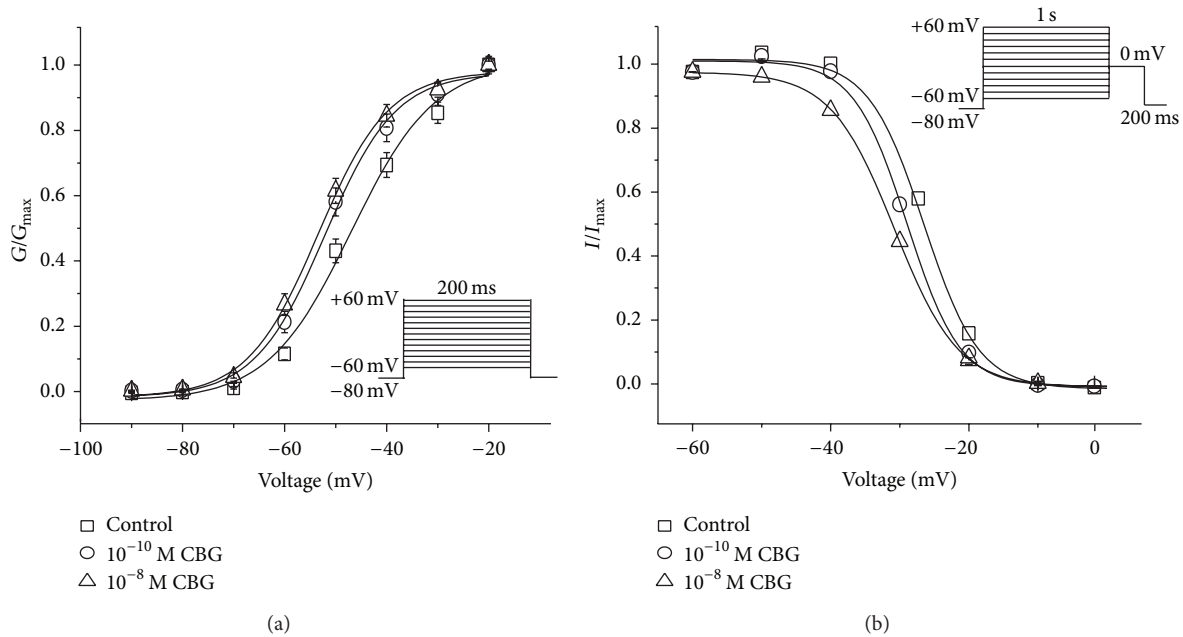 1.0
0.8
0.6
0.4
0.2
0.0
G/Gmax
−100
−80
−60
−40
−20
Voltage (mV)
200 ms
+60 mV
−60 mV
−80 mV
□ Control
○ 10⁻¹⁰ M CBG
△ 10⁻⁸ M CBG
(a)
1.0
0.8
0.6
0.4
0.2
0.0
I/Imax
−60
−40
−20
0
Voltage (mV)
1 s
+60 mV
0 mV
−60 mV
−80 mV
200 ms
□ Control
○ 10⁻¹⁰ M CBG
△ 10⁻⁸ M CBG
(b)